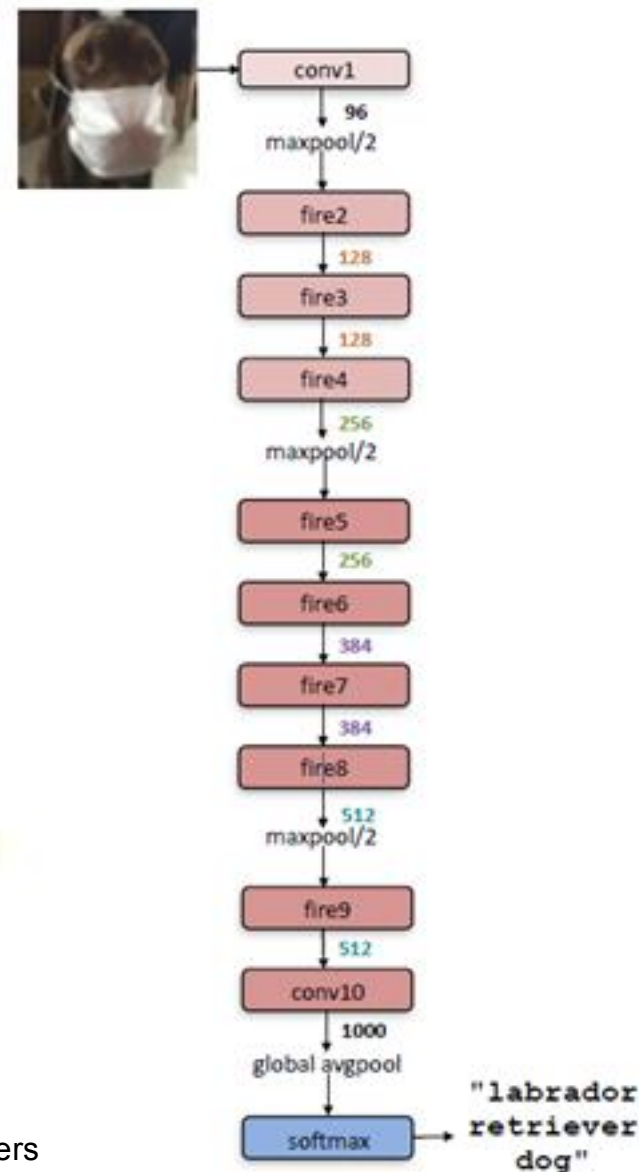 conv1
96
maxpool/2
fire2
128
fire3
128
fire4
256
maxpool/2
fire5
256
fire6
384
fire7
384
fire8
512
maxpool/2
fire9
512
conv10
1000
global avgpool
softmax
"labrador
retriever
dog"
ers